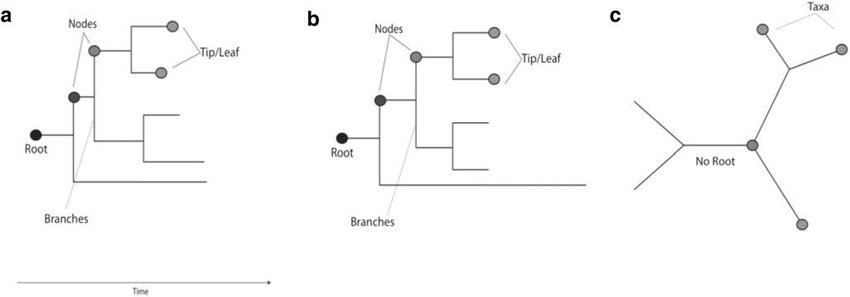 a
Nodes
Tip/Leaf
Root
Branches
Time
b
Nodes
Tip/Leaf
Root
Branches
c
Taxa
No Root